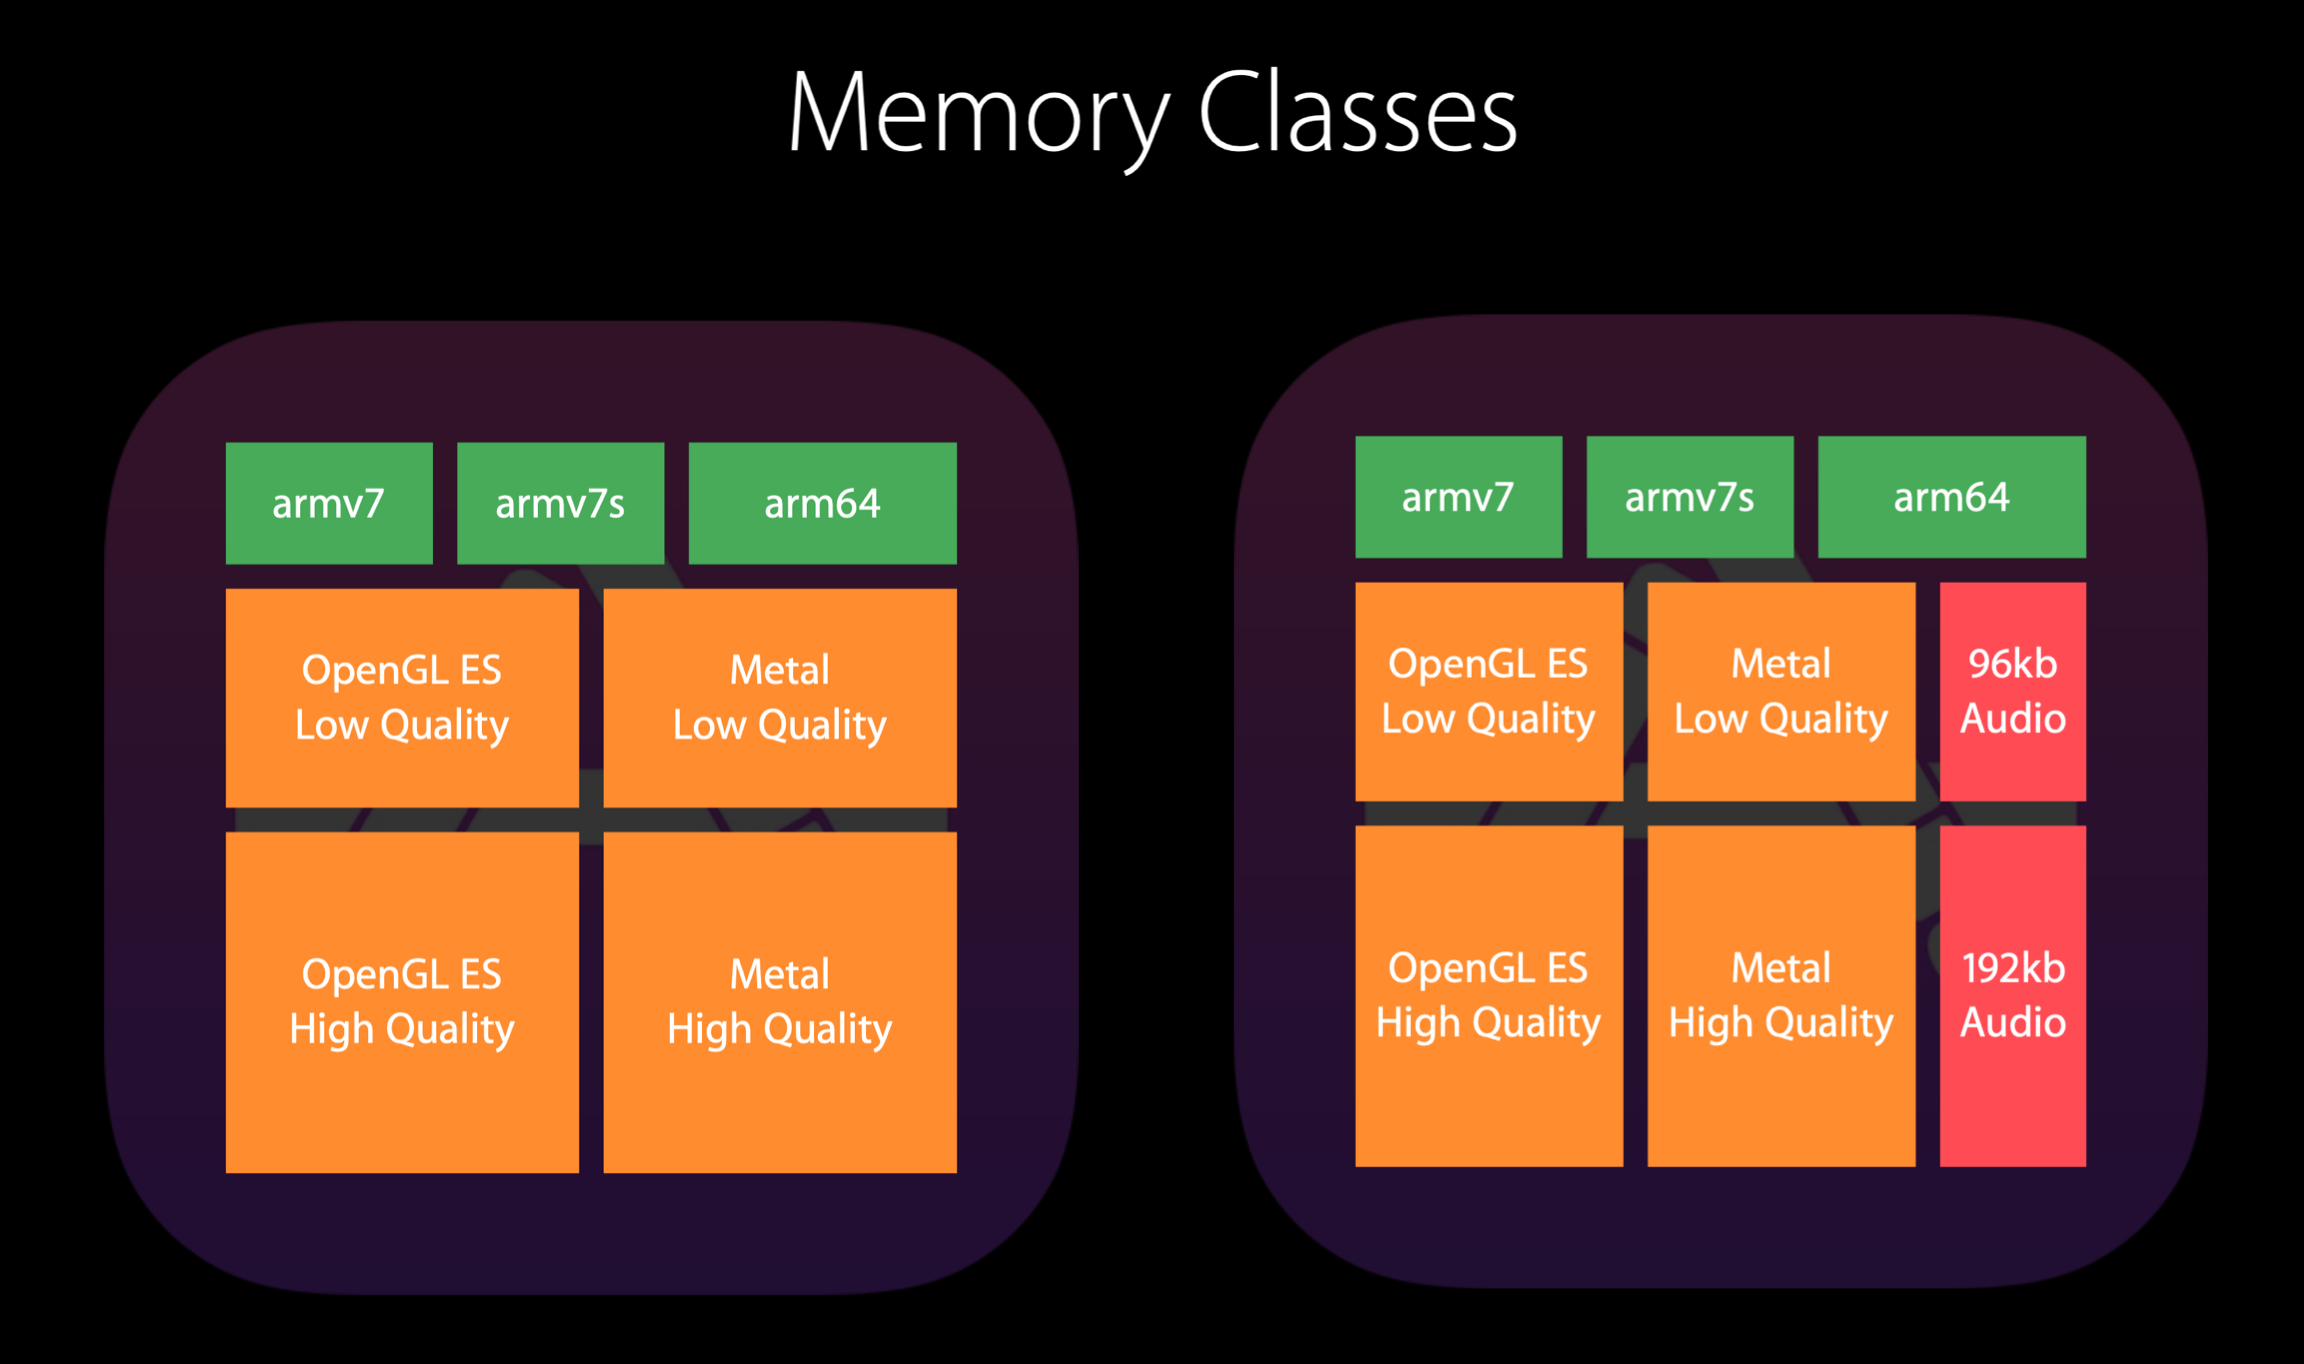 Memory Classes
armv7
armv7s
arm64
OpenGL ES
Low Quality
Metal
Low Quality
OpenGL ES
High Quality
Metal
High Quality
armv7
armv7s
arm64
OpenGL ES
Low Quality
Metal
Low Quality
96kb
Audio
OpenGL ES
High Quality
Metal
High Quality
192kb
Audio